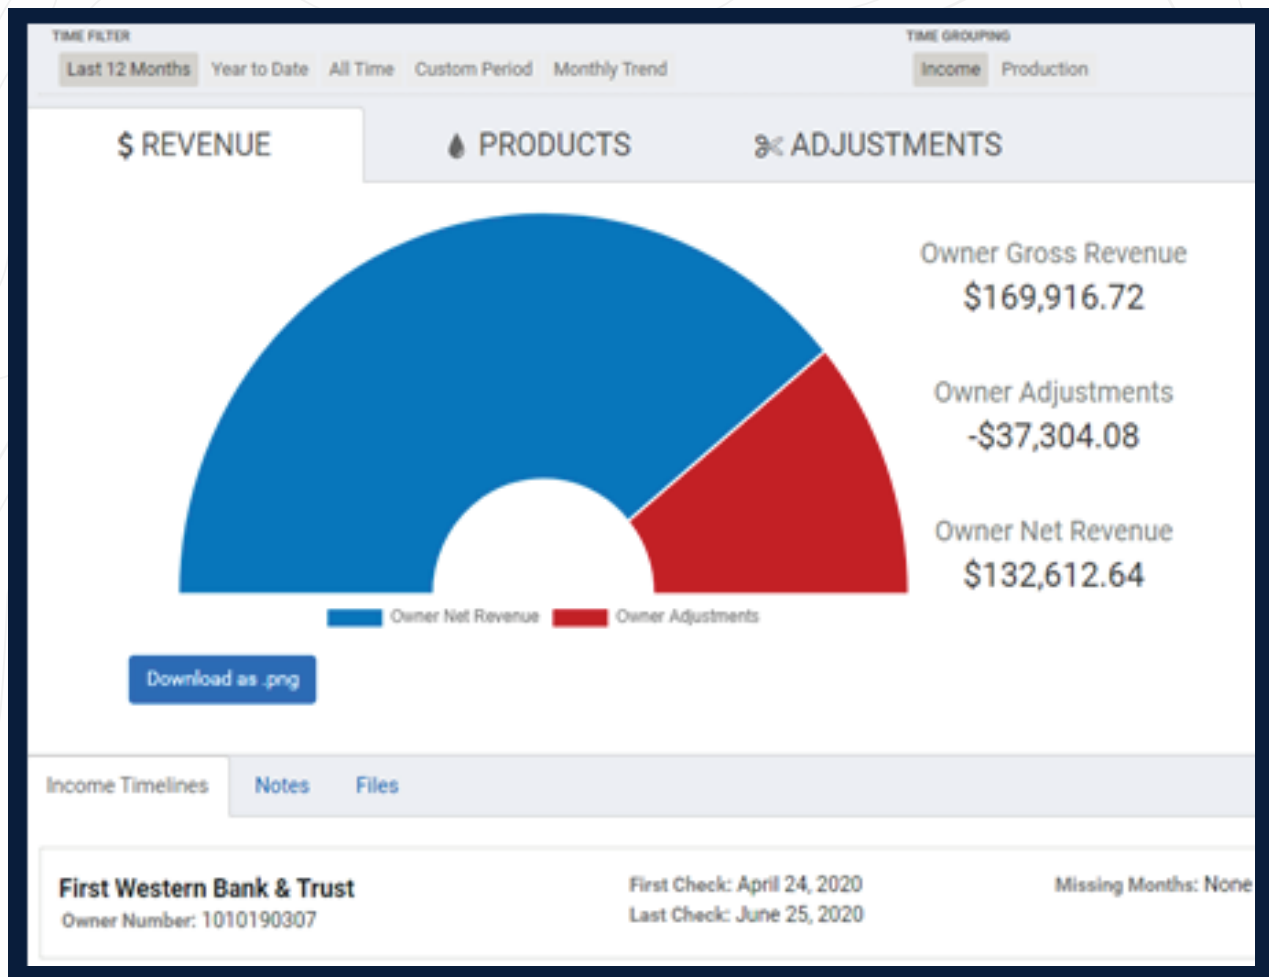 TIME FILTER
TIME GROUPING
Last 12 Months Year to Date All Time Custom Period Monthly Trend
Income Production
$ REVENUE
PRODUCTS
ADJUSTMENTS
Owner Gross Revenue
$169,916.72
Owner Adjustments
-$37,304.08
Owner Net Revenue
$132,612.64
Owner Net Revenue Owner Adjustments
Download as .png
Income Timelines Notes Files
First Western Bank & Trust
Owner Number: 1010190307
First Check: April 24, 2020
Last Check: June 25, 2020
Missing Months: None